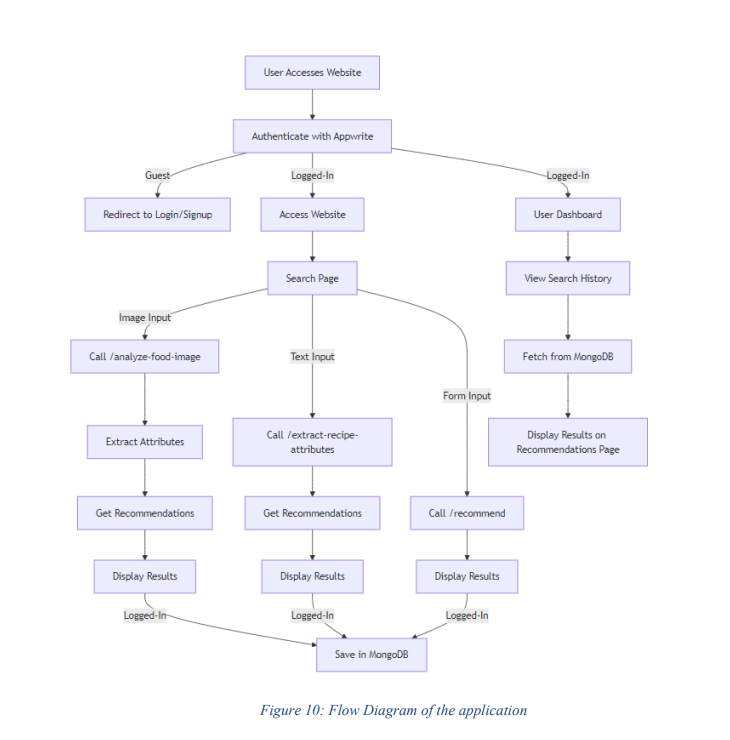 User Accesses Website
Authenticate with Appwrite
Guest
Logged-In
Logged-In
Redirect to Login/Signup
Access Website
User Dashboard
Search Page
View Search History
Image Input
Text Input
Call /analyze-food-image
Fetch from MongoDB
Form Input
Extract Attributes
Call /extract-recipe-
attributes
Display Results on
Recommendations Page
Get Recommendations
Get Recommendations
Call /recommend
Display Results
Display Results
Display Results
Logged-In
Logged-In
Logged-In
Save in MongoDB
Figure 10: Flow Diagram of the application